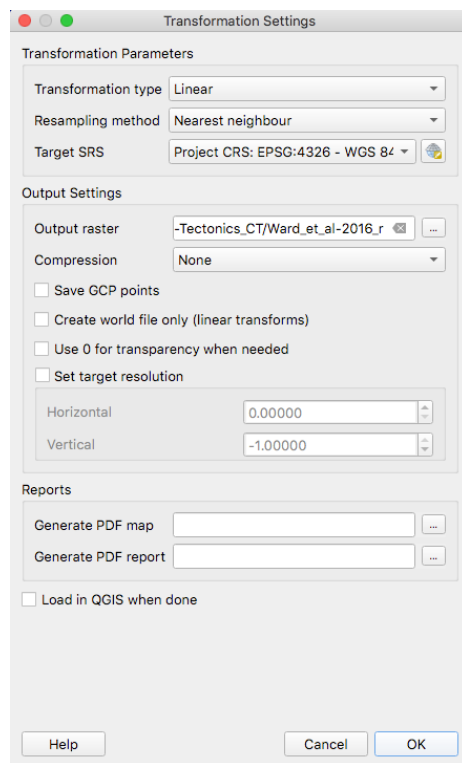 Transformation Settings
Transformation Parameters
Transformation type Linear
Resampling method Nearest neighbour
Target SRS Project CRS: EPSG:4326 - WGS 84
Output Settings
Output raster -Tectonics_CT/Ward_et_al-2016_r ...
Compression None
Save GCP points
Create world file only (linear transforms)
Use 0 for transparency when needed
Set target resolution
Horizontal 0.00000
Vertical -1.00000
Reports
Generate PDF map ...
Generate PDF report ...
Load in QGIS when done
Help Cancel OK